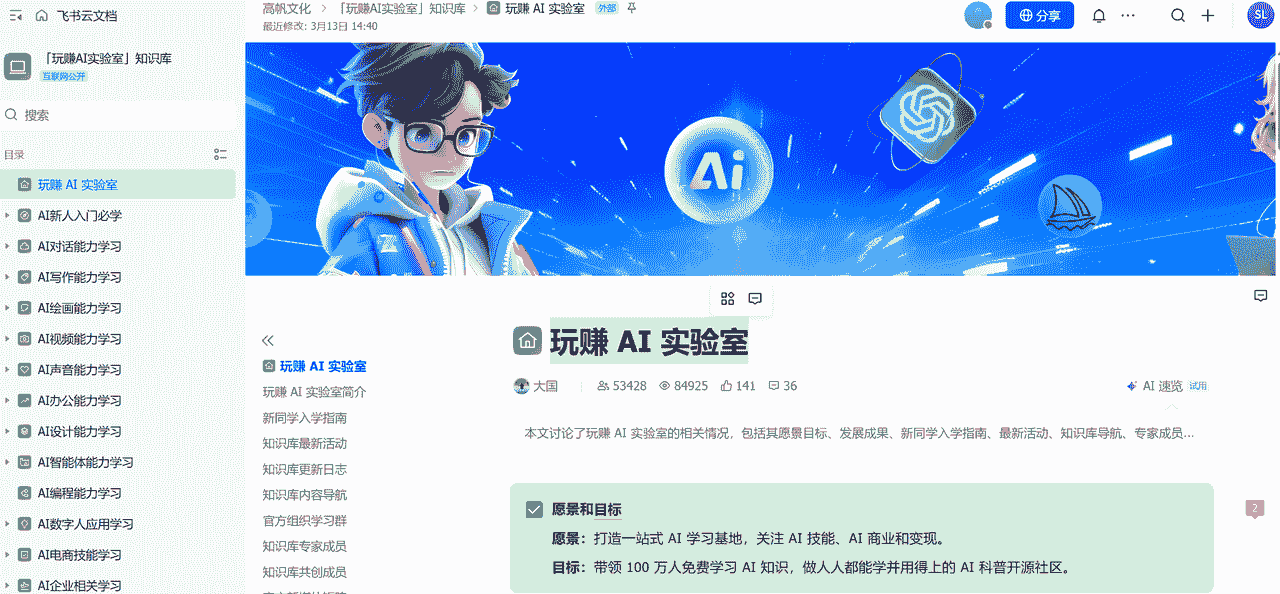 飞书云文档
「玩赚AI实验室」知识库
互联网公开
搜索
目录
玩赚 AI 实验室
AI新人入门必学
AI对话能力学习
AI写作能力学习
AI绘画能力学习
AI视频能力学习
AI声音能力学习
AI办公能力学习
AI设计能力学习
AI智能体能力学习
AI编程能力学习
AI数字人应用学习
AI电商技能学习
AI企业相关学习
高帆文化 > 「玩赚AI实验室」知识库 > 玩赚 AI 实验室 外部
最近修改: 3月13日 14:40
分享
SL
Ai
Z
玩赚 AI 实验室
玩赚 AI 实验室简介
新同学入学指南
知识库最新活动
知识库更新日志
知识库内容导航
官方组织学习群
知识库专家成员
知识库共创成员
玩赚 AI 实验室
大国 53428 84925 141 36
AI 速览 试用
本文讨论了玩赚 AI 实验室的相关情况，包括其愿景目标、发展成果、新同学入学指南、最新活动、知识库导航、专家成员...
愿景和目标
愿景：打造一站式 AI 学习基地，关注 AI 技能、AI 商业和变现。
目标：带领 100 万人免费学习 AI 知识，做人人都能学并用得上的 AI 科普开源社区。
2